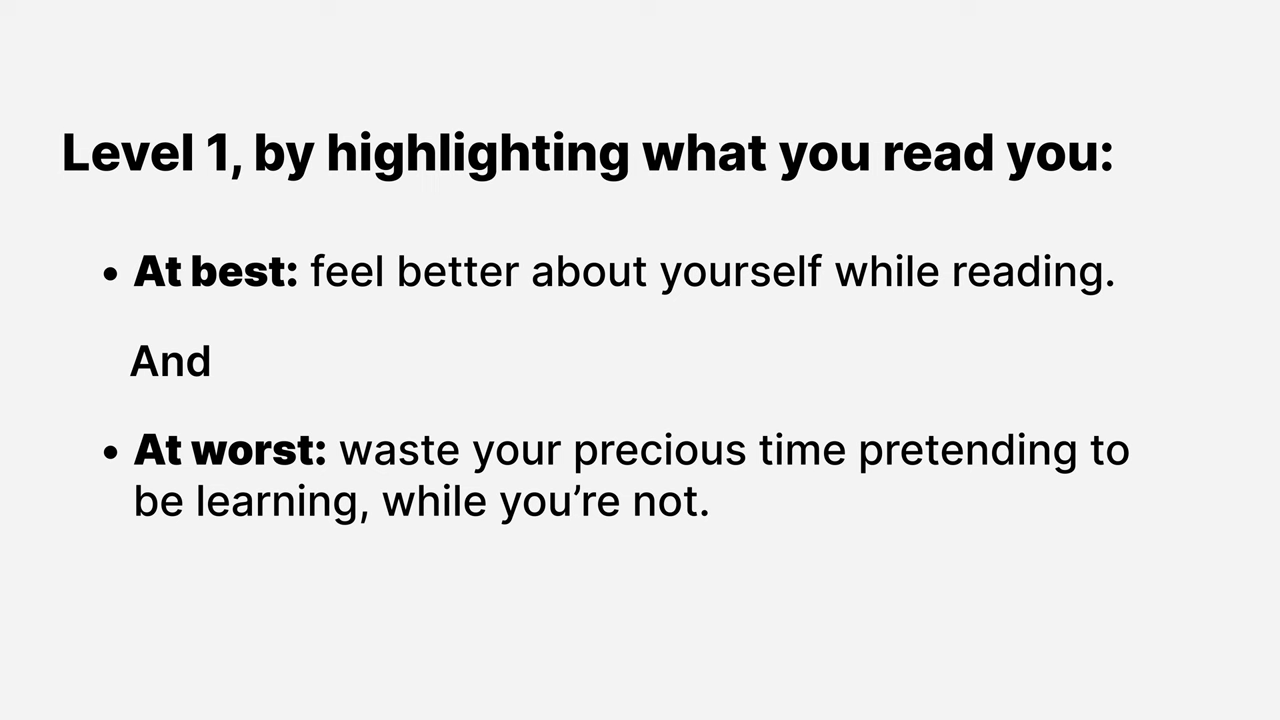 Level 1, by highlighting what you read you:
• At best: feel better about yourself while reading.
And
• At worst: waste your precious time pretending to
be learning, while you’re not.